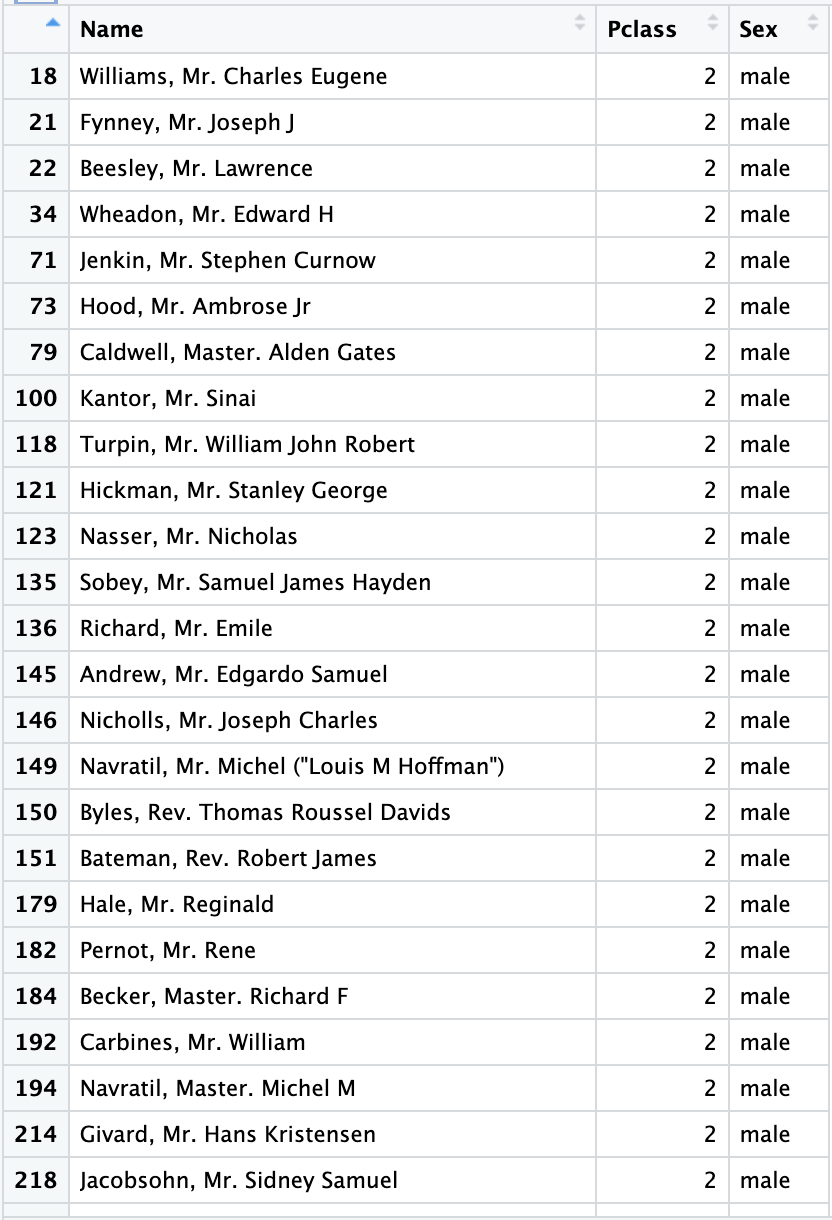 Name Pclass Sex
18 Williams, Mr. Charles Eugene 2 male
21 Fynney, Mr. Joseph J 2 male
22 Beesley, Mr. Lawrence 2 male
34 Wheadon, Mr. Edward H 2 male
71 Jenkin, Mr. Stephen Curnow 2 male
73 Hood, Mr. Ambrose Jr 2 male
79 Caldwell, Master. Alden Gates 2 male
100 Kantor, Mr. Sinai 2 male
118 Turpin, Mr. William John Robert 2 male
121 Hickman, Mr. Stanley George 2 male
123 Nasser, Mr. Nicholas 2 male
135 Sobey, Mr. Samuel James Hayden 2 male
136 Richard, Mr. Emile 2 male
145 Andrew, Mr. Edgardo Samuel 2 male
146 Nicholls, Mr. Joseph Charles 2 male
149 Navratil, Mr. Michel ("Louis M Hoffman") 2 male
150 Byles, Rev. Thomas Roussel Davids 2 male
151 Bateman, Rev. Robert James 2 male
179 Hale, Mr. Reginald 2 male
182 Pernot, Mr. Rene 2 male
184 Becker, Master. Richard F 2 male
192 Carbines, Mr. William 2 male
194 Navratil, Master. Michel M 2 male
214 Givard, Mr. Hans Kristensen 2 male
218 Jacobsohn, Mr. Sidney Samuel 2 male